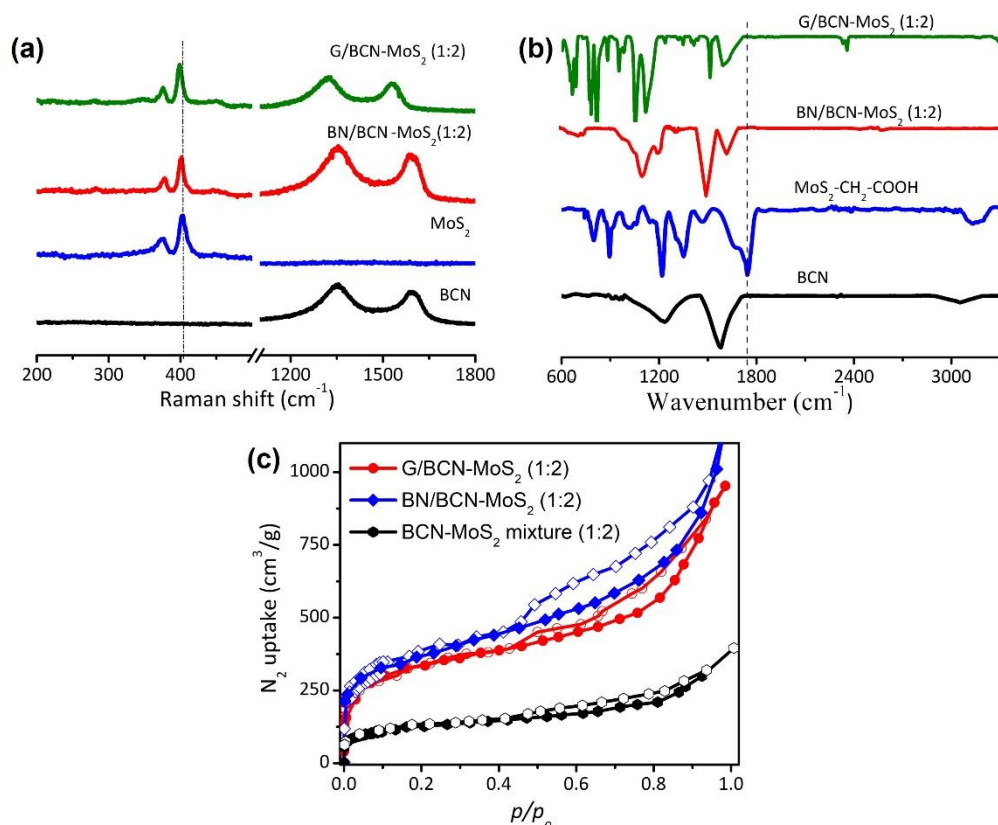 (a)
G/BCN-MoS₂ (1:2)
BN/BCN -MoS₂(1:2)
MoS₂
BCN
200 300 400 1200 1400 1600 1800
Raman shift (cm⁻¹)
(b)
G/BCN-MoS₂ (1:2)
BN/BCN-MoS₂ (1:2)
MoS₂-CH₂-COOH
BCN
600 1200 1800 2400 3000
Wavenumber (cm⁻¹)
(c)
G/BCN-MoS₂ (1:2)
BN/BCN-MoS₂ (1:2)
BCN-MoS₂ mixture (1:2)
N₂ uptake (cm³/g)
1000
750
500
250
0
0.0 0.2 0.4 0.6 0.8 1.0
p/p₀